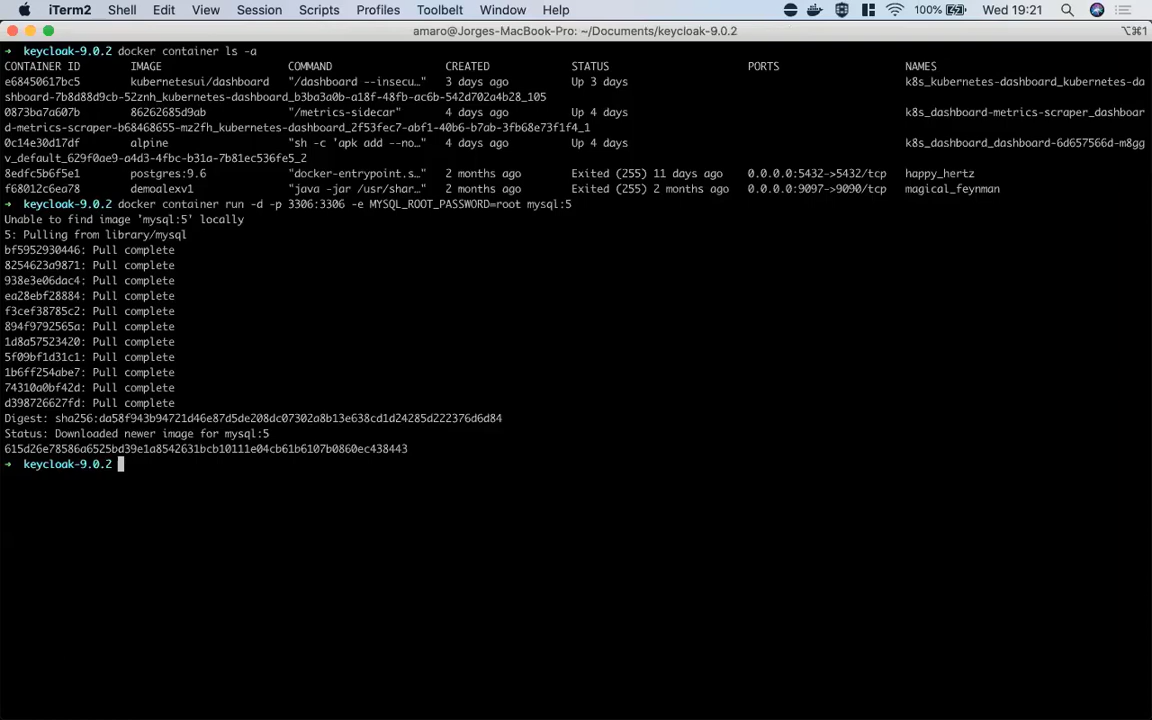 iTerm2 Shell Edit View Session Scripts Profiles Toolbelt Window Help 100% Wed 19:21
amaro@Jorges-MacBook-Pro: ~/Documents/keycloak-9.0.2 ⌥⌘1
➜ keycloak-9.0.2 docker container ls -a
CONTAINER ID IMAGE COMMAND CREATED STATUS PORTS NAMES
e68450617bc5 kubernetesui/dashboard "/dashboard --insecu…" 3 days ago Up 3 days k8s_kubernetes-dashboard_kubernetes-da
shboard-7b8d88d9cb-52znh_kubernetes-dashboard_b3ba3a0b-a18f-48fb-ac6b-542d702a4b28_105
0873ba7a607b 86262685d9ab "/metrics-sidecar" 4 days ago Up 4 days k8s_dashboard-metrics-scraper_dashboar
d-metrics-scraper-b68468655-mz2fh_kubernetes-dashboard_2f53fec7-abf1-40b6-b7ab-3fb68e73f1f4_1
0c14e30d17df alpine "sh -c 'apk add --no…" 4 days ago Up 4 days k8s_dashboard_dashboard-6d657566d-m8gg
v_default_629f0ae9-a4d3-4fbc-b31a-7b81ec536fe5_2
8edfc5b6f5e1 postgres:9.6 "docker-entrypoint.s…" 2 months ago Exited (255) 11 days ago 0.0.0.0:5432->5432/tcp happy_hertz
f68012c6ea78 demoalexv1 "java -jar /usr/shar…" 2 months ago Exited (255) 2 months ago 0.0.0.0:9097->9090/tcp magical_feynman
➜ keycloak-9.0.2 docker container run -d -p 3306:3306 -e MYSQL_ROOT_PASSWORD=root mysql:5
Unable to find image 'mysql:5' locally
5: Pulling from library/mysql
bf5952930446: Pull complete
8254623a9871: Pull complete
938e3e06dac4: Pull complete
ea28ebf28884: Pull complete
f3cef38785c2: Pull complete
894f9792565a: Pull complete
1d8a57523420: Pull complete
5f09bf1d31c1: Pull complete
1b6ff254abe7: Pull complete
74310a0bf42d: Pull complete
d398726627fd: Pull complete
Digest: sha256:da58f943b94721d46e87d5de208dc07302a8b13e638cd1d24285d222376d6d84
Status: Downloaded newer image for mysql:5
615d26e78586a6525bd39e1a8542631bcb10111e04cb61b6107b0860ec438443
➜ keycloak-9.0.2